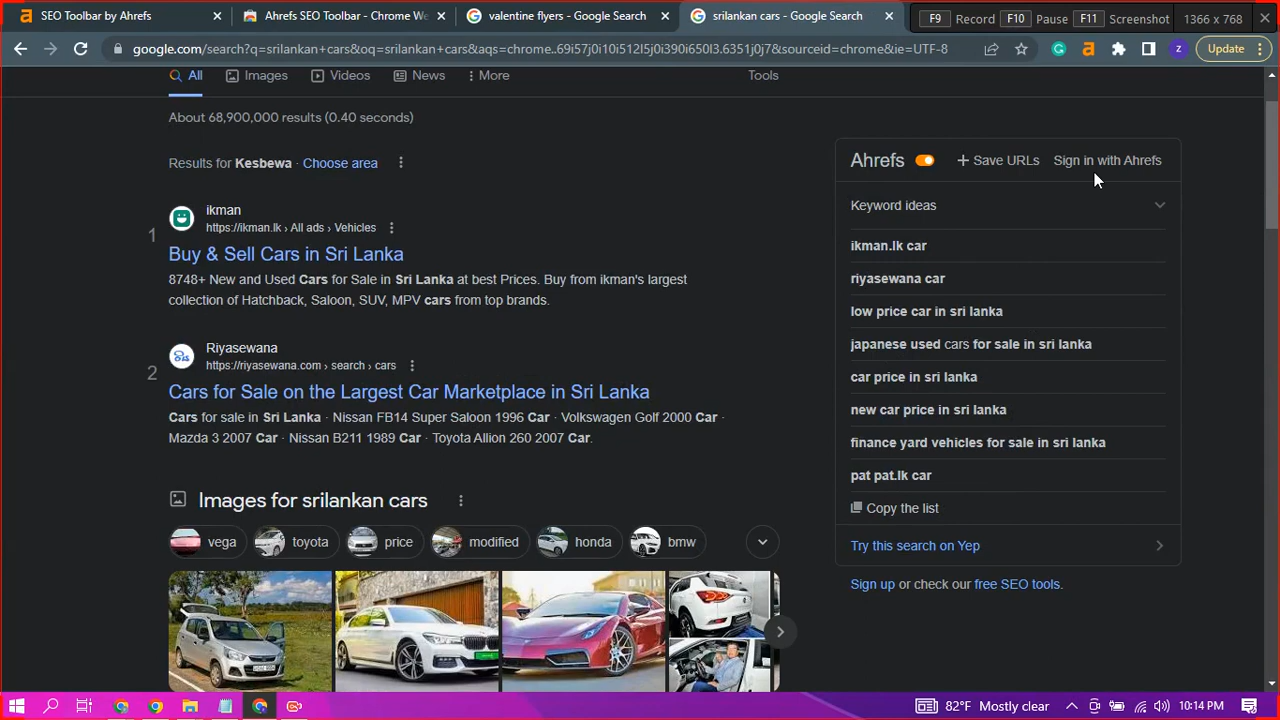 SEO Toolbar by Ahrefs
Ahrefs SEO Toolbar - Chrome We
valentine flyers - Google Search
srilankan cars - Google Search
F9 Record F10 Pause F11 Screenshot 1366 x 768
google.com/search?q=srilankan+cars&oq=srilankan+cars&aqs=chrome..69i57j0i10i512l5j0i390i650l3.6351j0j7&sourceid=chrome&ie=UTF-8
Z
Update
All
Images
Videos
News
More
Tools
About 68,900,000 results (0.40 seconds)
Results for Kesbewa · Choose area
1
ikman
https://ikman.lk › All ads › Vehicles
Buy & Sell Cars in Sri Lanka
8748+ New and Used Cars for Sale in Sri Lanka at best Prices. Buy from ikman's largest
collection of Hatchback, Saloon, SUV, MPV cars from top brands.
2
Riyasewana
https://riyasewana.com › search › cars
Cars for Sale on the Largest Car Marketplace in Sri Lanka
Cars for sale in Sri Lanka · Nissan FB14 Super Saloon 1996 Car · Volkswagen Golf 2000 Car ·
Mazda 3 2007 Car · Nissan B211 1989 Car · Toyota Allion 260 2007 Car.
Images for srilankan cars
vega
toyota
price
modified
honda
bmw
Ahrefs
+ Save URLs
Sign in with Ahrefs
Keyword ideas
ikman.lk car
riyasewana car
low price car in sri lanka
japanese used cars for sale in sri lanka
car price in sri lanka
new car price in sri lanka
finance yard vehicles for sale in sri lanka
pat pat.lk car
Copy the list
Try this search on Yep
Sign up or check our free SEO tools.
82°F Mostly clear
10:14 PM